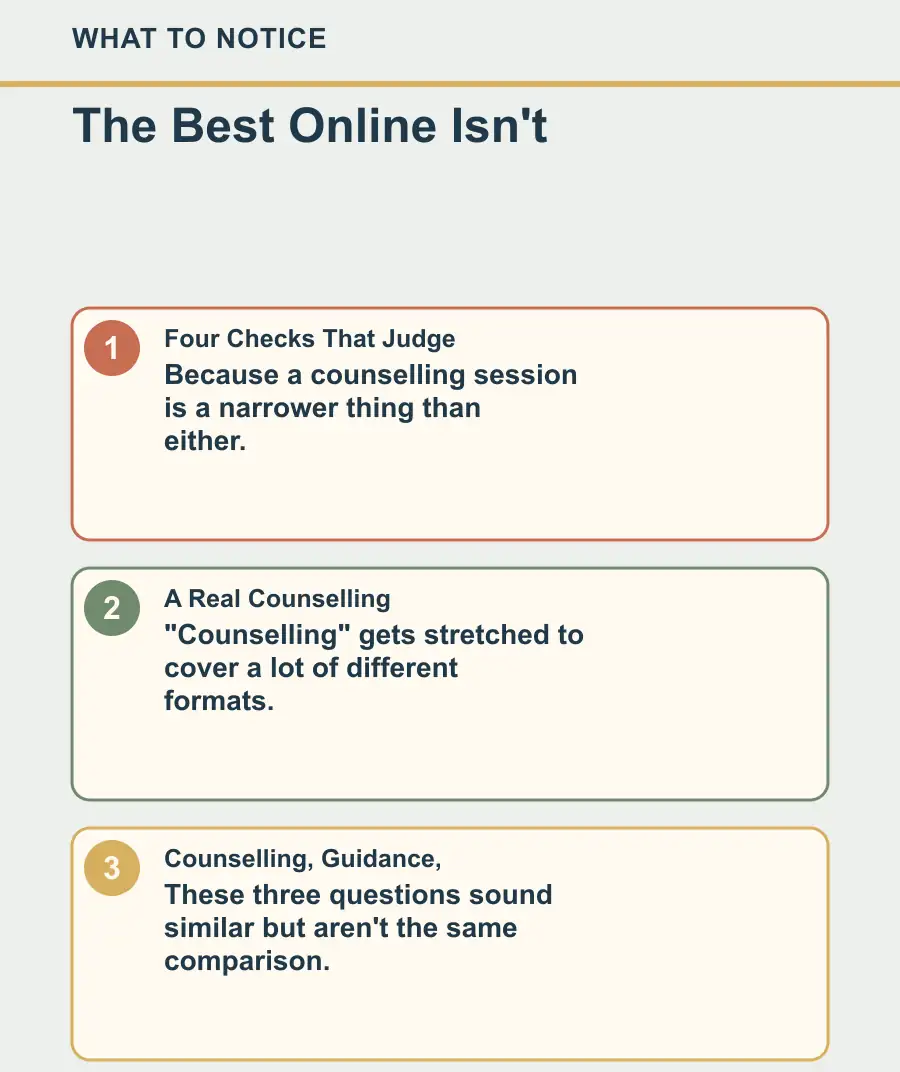 WHAT TO NOTICE
The Best Online Isn't
1
Four Checks That Judge
Because a counselling session
is a narrower thing than
either.
2
A Real Counselling
"Counselling" gets stretched to
cover a lot of different
formats.
3
Counselling, Guidance,
These three questions sound
similar but aren't the same
comparison.